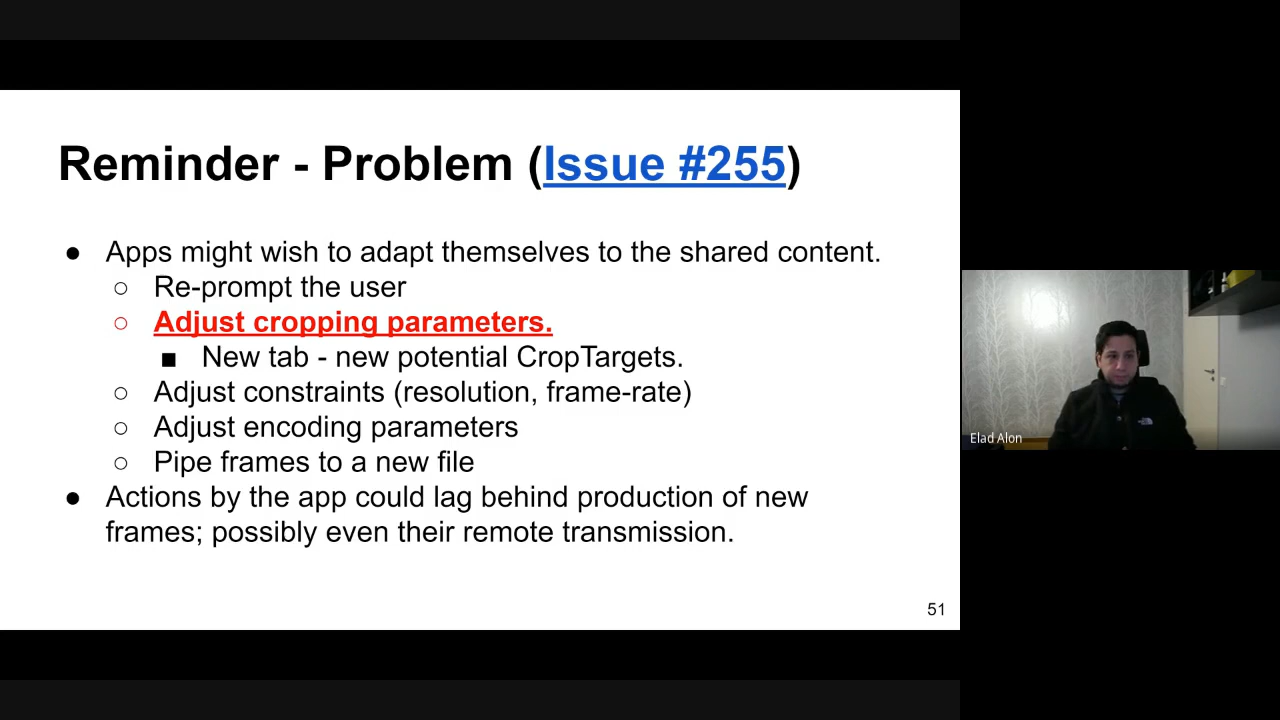 Reminder - Problem (Issue #255)
● Apps might wish to adapt themselves to the shared content.
○ Re-prompt the user
○ Adjust cropping parameters.
■ New tab - new potential CropTargets.
○ Adjust constraints (resolution, frame-rate)
○ Adjust encoding parameters
○ Pipe frames to a new file
● Actions by the app could lag behind production of new
frames; possibly even their remote transmission.
51
Elad Alon